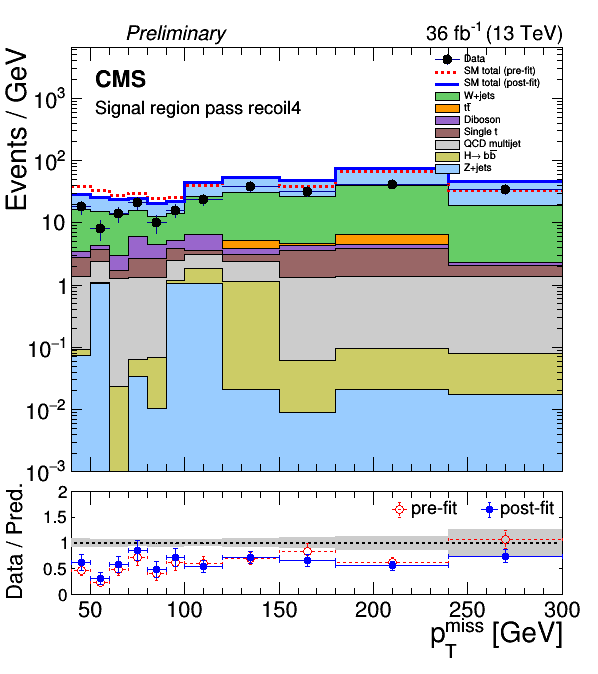 Preliminary
36 fb⁻¹ (13 TeV)
CMS
Signal region pass recoil4
Data
SM total (pre-fit)
SM total (post-fit)
W+jets
tt̄
Diboson
Single t
QCD multijet
H→ bb̄
Z+jets
Events / GeV
10³
10²
10
1
10⁻¹
10⁻²
10⁻³
Data / Pred.
2
1.5
1
0.5
0
pre-fit
post-fit
50 100 150 200 250 300
p_T^miss [GeV]